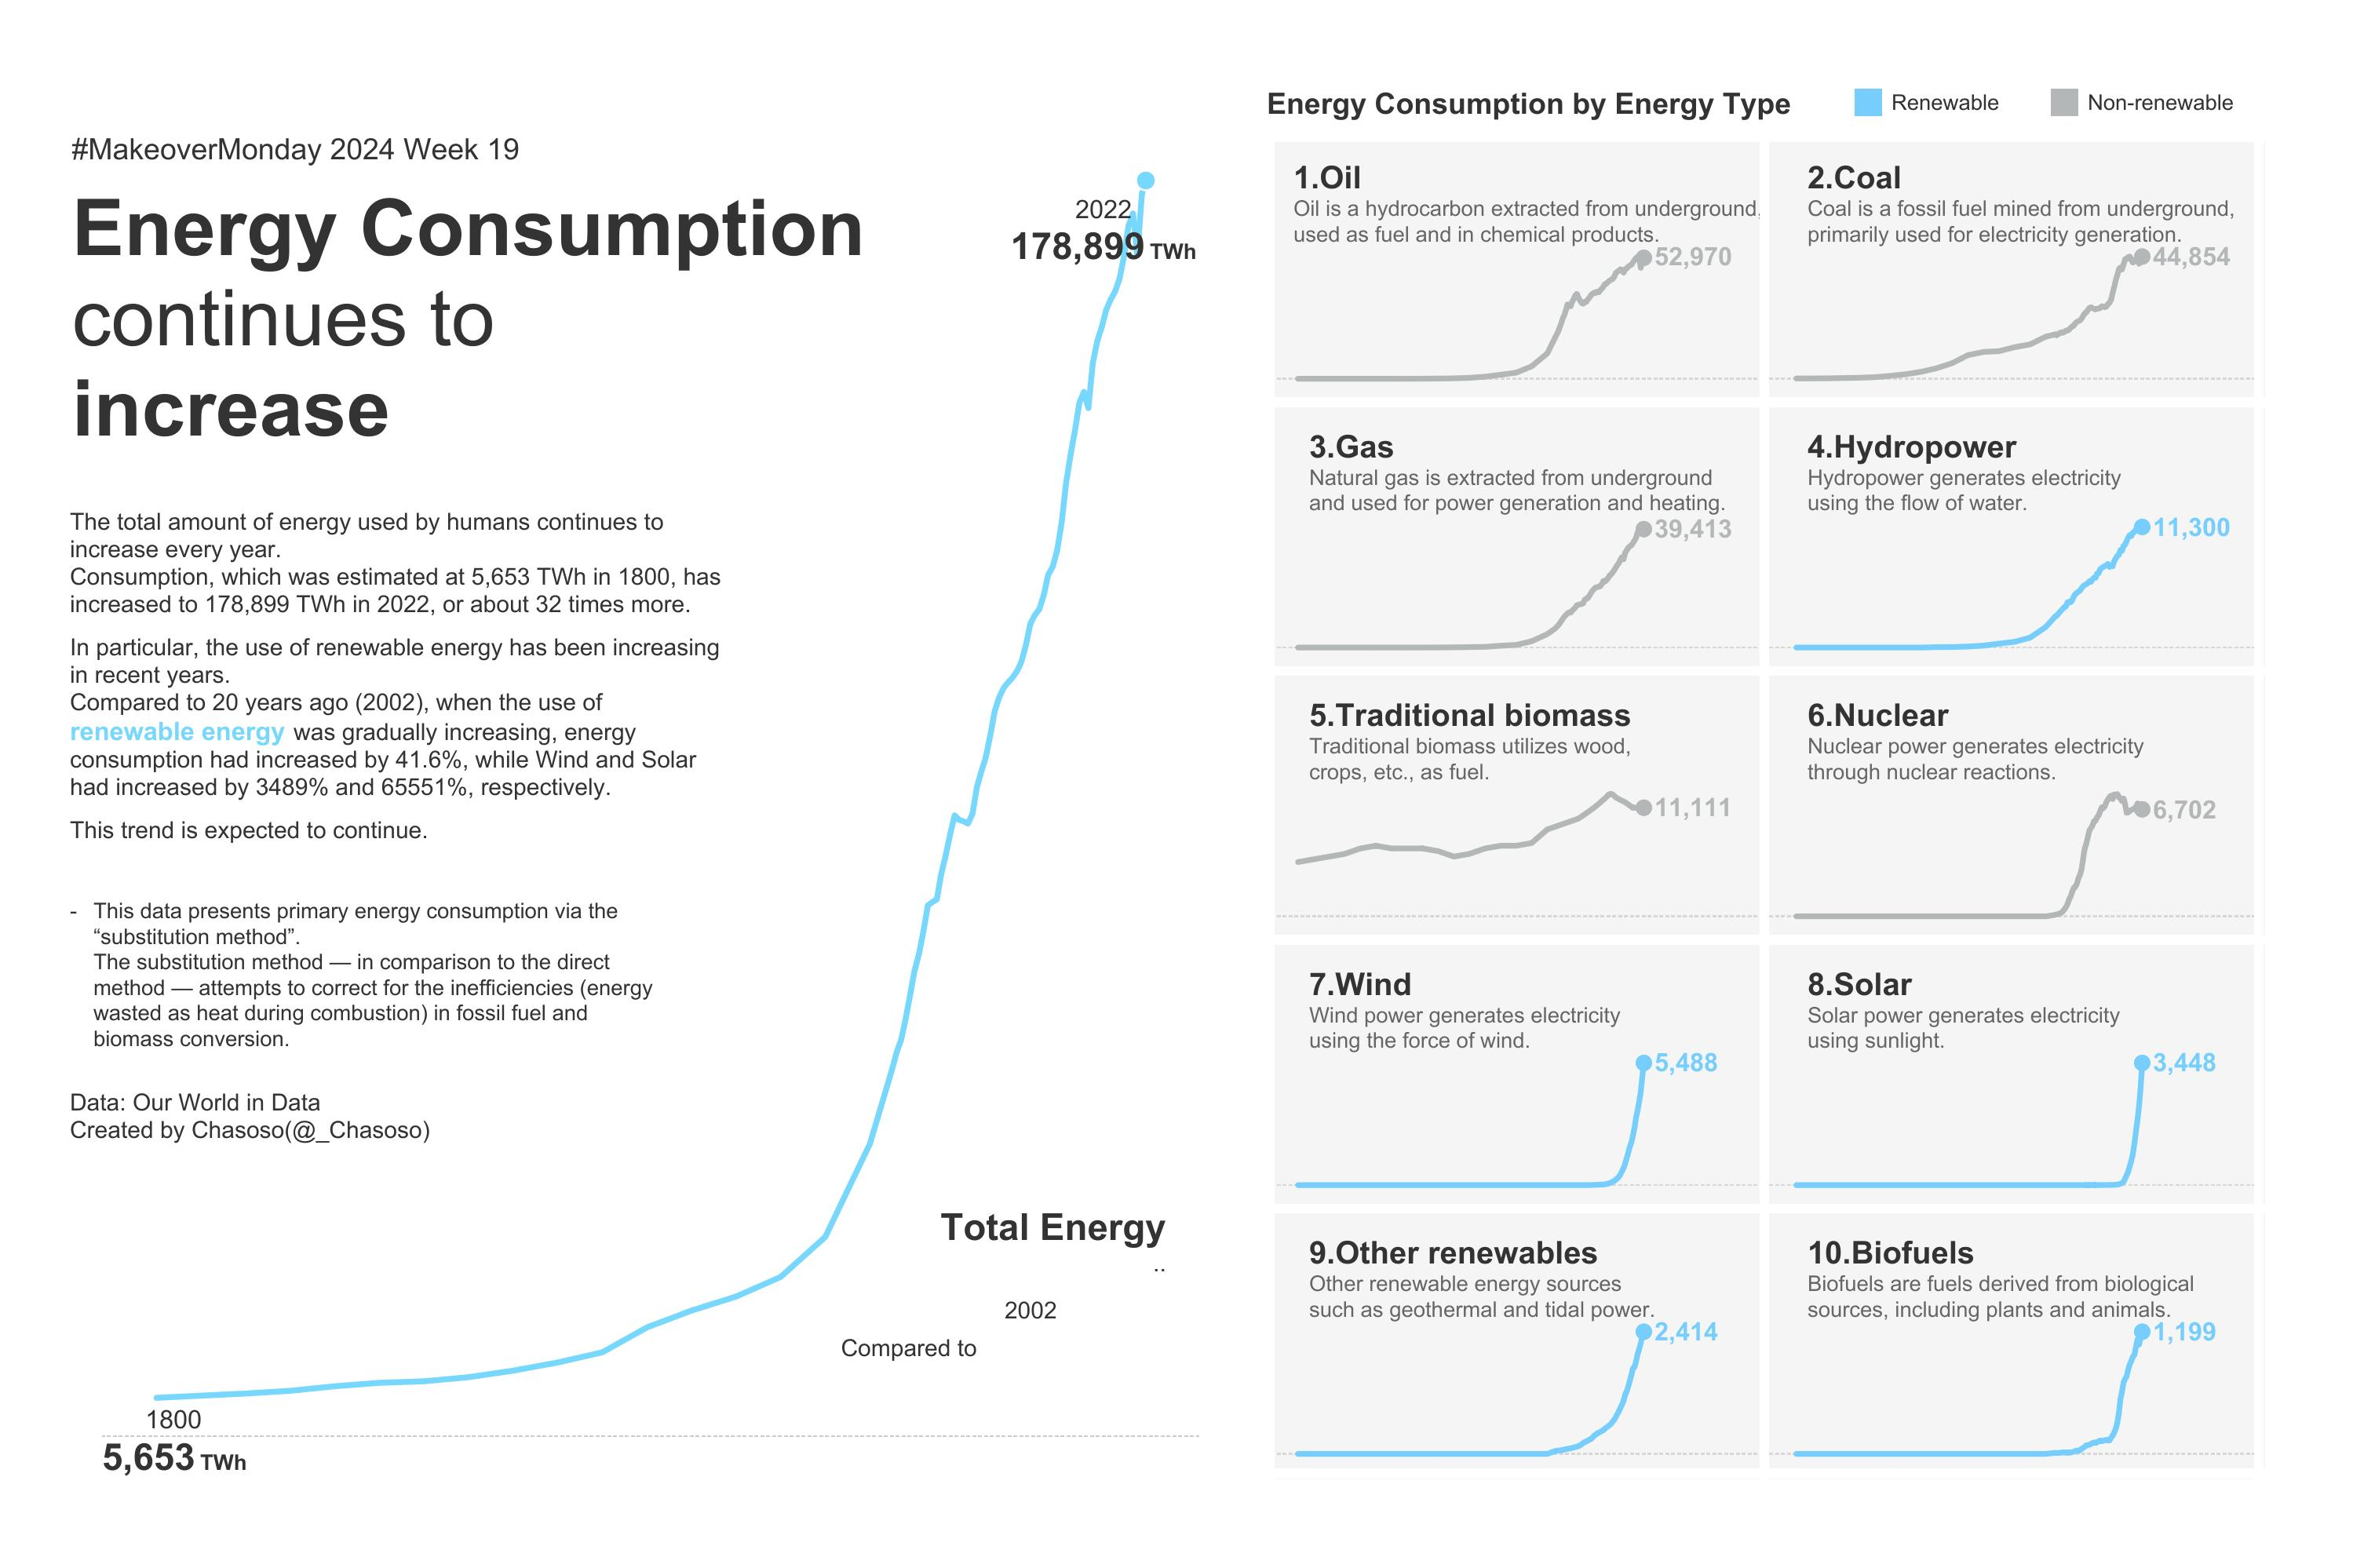 #MakeoverMonday 2024 Week 19
Energy Consumption
continues to
increase
The total amount of energy used by humans continues to
increase every year.
Consumption, which was estimated at 5,653 TWh in 1800, has
increased to 178,899 TWh in 2022, or about 32 times more.
In particular, the use of renewable energy has been increasing
in recent years.
Compared to 20 years ago (2002), when the use of
renewable energy was gradually increasing, energy
consumption had increased by 41.6%, while Wind and Solar
had increased by 3489% and 65551%, respectively.
This trend is expected to continue.
- This data presents primary energy consumption via the
“substitution method”.
The substitution method — in comparison to the direct
method — attempts to correct for the inefficiencies (energy
wasted as heat during combustion) in fossil fuel and
biomass conversion.
Data: Our World in Data
Created by Chasoso(@_Chasoso)
2022
178,899 TWh
Total Energy
..
2002
Compared to
1800
5,653 TWh
Energy Consumption by Energy Type
Renewable
Non-renewable
1.Oil
Oil is a hydrocarbon extracted from underground,
used as fuel and in chemical products.
52,970
2.Coal
Coal is a fossil fuel mined from underground,
primarily used for electricity generation.
44,854
3.Gas
Natural gas is extracted from underground
and used for power generation and heating.
39,413
4.Hydropower
Hydropower generates electricity
using the flow of water.
11,300
5.Traditional biomass
Traditional biomass utilizes wood,
crops, etc., as fuel.
11,111
6.Nuclear
Nuclear power generates electricity
through nuclear reactions.
6,702
7.Wind
Wind power generates electricity
using the force of wind.
5,488
8.Solar
Solar power generates electricity
using sunlight.
3,448
9.Other renewables
Other renewable energy sources
such as geothermal and tidal power.
2,414
10.Biofuels
Biofuels are fuels derived from biological
sources, including plants and animals.
1,199